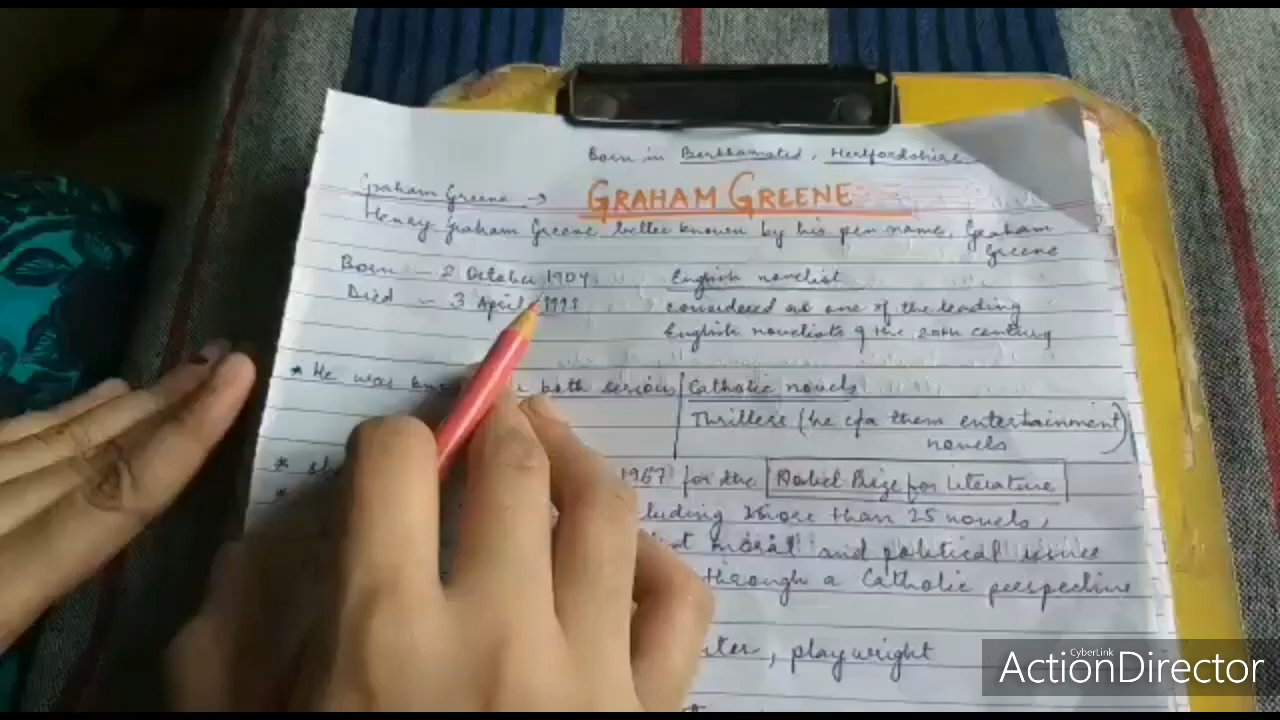 Born in Berkhamsted, Hertfordshire
Graham Greene →
GRAHAM GREENE
Henry Graham Greene better known by his pen name, Graham
Greene
Born – 2 October 1904
English novelist
Died – 3 April 1991
considered as one of the leading
English novelists of the 20th century
* He was both serious
Catholic novels
Thrillers (he them entertainment
novels)
* 1967 for the Nobel Prize for Literature
* more than 25 novels,
moral and political issues
through a Catholic perspective
playwright
CyberLink
ActionDirector